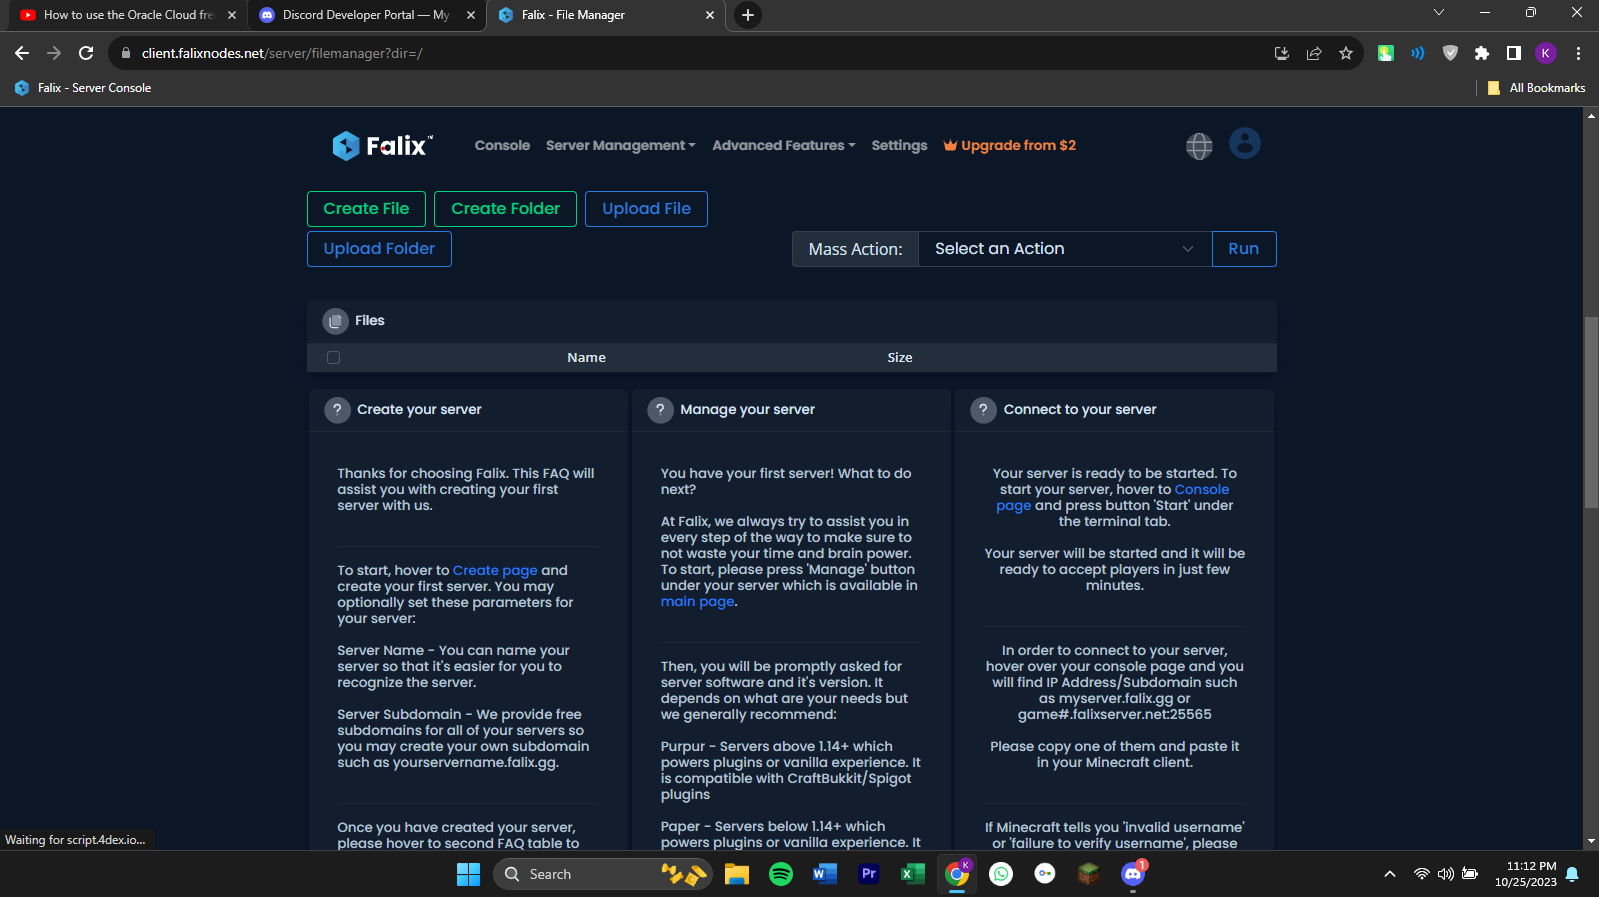 How to use the Oracle Cloud fre
Discord Developer Portal — My
Falix - File Manager
client.falixnodes.net/server/filemanager?dir=/
K
Falix - Server Console
All Bookmarks
Falix™
Console
Server Management
Advanced Features
Settings
Upgrade from $2
Create File
Create Folder
Upload File
Upload Folder
Mass Action:
Select an Action
Run
Files
Name
Size
? Create your server
Thanks for choosing Falix. This FAQ will
assist you with creating your first
server with us.
To start, hover to Create page and
create your first server. You may
optionally set these parameters for
your server:
Server Name - You can name your
server so that it's easier for you to
recognize the server.
Server Subdomain - We provide free
subdomains for all of your servers so
you may create your own subdomain
such as yourservername.falix.gg.
Once you have created your server,
please hover to second FAQ table to
? Manage your server
You have your first server! What to do
next?
At Falix, we always try to assist you in
every step of the way to make sure to
not waste your time and brain power.
To start, please press 'Manage' button
under your server which is available in
main page.
Then, you will be promptly asked for
server software and it's version. It
depends on what are your needs but
we generally recommend:
Purpur - Servers above 1.14+ which
powers plugins or vanilla experience. It
is compatible with CraftBukkit/Spigot
plugins
Paper - Servers below 1.14+ which
powers plugins or vanilla experience. It
? Connect to your server
Your server is ready to be started. To
start your server, hover to Console
page and press button 'Start' under
the terminal tab.
Your server will be started and it will be
ready to accept players in just few
minutes.
In order to connect to your server,
hover over your console page and you
will find IP Address/Subdomain such
as myserver.falix.gg or
game#.falixserver.net:25565
Please copy one of them and paste it
in your Minecraft client.
If Minecraft tells you 'invalid username'
or 'failure to verify username', please
Waiting for script.4dex.io...
Search
W
Pr
X
K
1
11:12 PM
10/25/2023